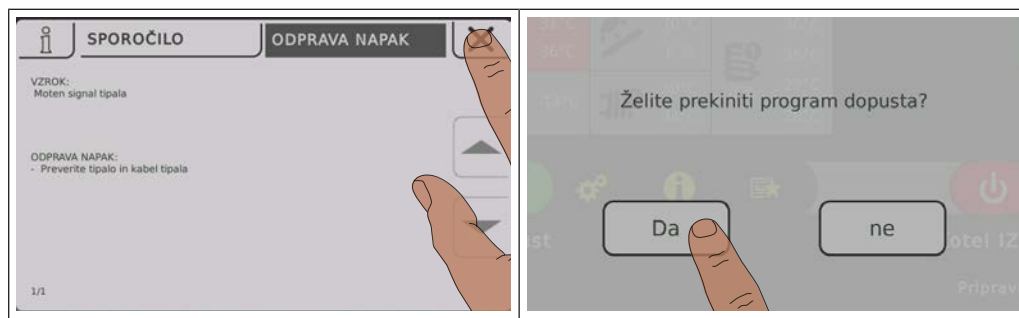 SPOROČILO
ODPRAVA NAPAK
VZROK:
Moten signal tipala
ODPRAVA NAPAK:
- Preverite tipalo in kabel tipala
1/1
Želite prekiniti program dopusta?
Da
ne